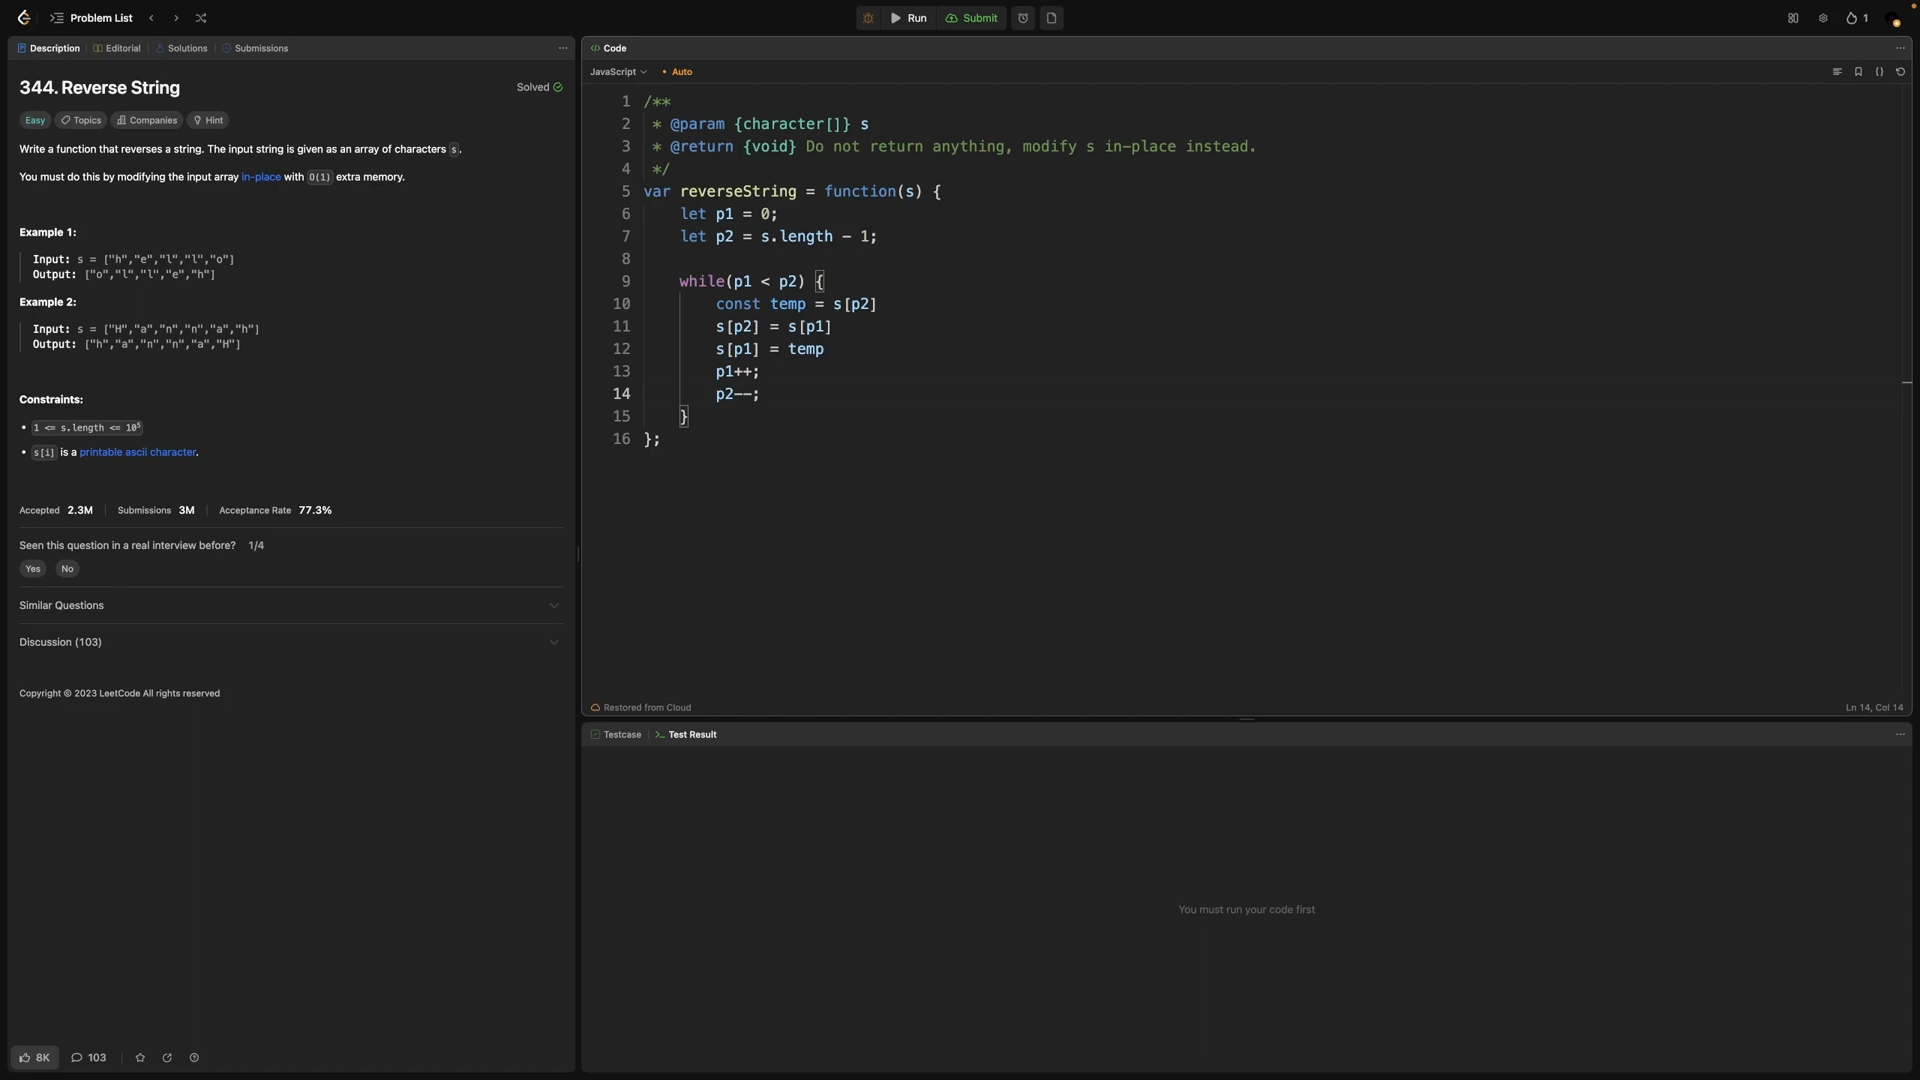 Problem List
Run
Submit
1
Description
Editorial
Solutions
Submissions
344. Reverse String
Solved
Easy
Topics
Companies
Hint
Write a function that reverses a string. The input string is given as an array of characters s.
You must do this by modifying the input array in-place with O(1) extra memory.
Example 1:
Input: s = ["h","e","l","l","o"]
Output: ["o","l","l","e","h"]
Example 2:
Input: s = ["H","a","n","n","a","h"]
Output: ["h","a","n","n","a","H"]
Constraints:
• 1 <= s.length <= 10⁵
• s[i] is a printable ascii character.
Accepted 2.3M
Submissions 3M
Acceptance Rate 77.3%
Seen this question in a real interview before? 1/4
Yes
No
Similar Questions
Discussion (103)
Copyright © 2023 LeetCode All rights reserved
8K
103
</> Code
JavaScript
• Auto
1 /**
2 * @param {character[]} s
3 * @return {void} Do not return anything, modify s in-place instead.
4 */
5 var reverseString = function(s) {
6 let p1 = 0;
7 let p2 = s.length - 1;
8
9 while(p1 < p2) {
10 const temp = s[p2]
11 s[p2] = s[p1]
12 s[p1] = temp
13 p1++;
14 p2--;
15 }
16 };
Restored from Cloud
Ln 14, Col 14
Testcase
>_ Test Result
You must run your code first